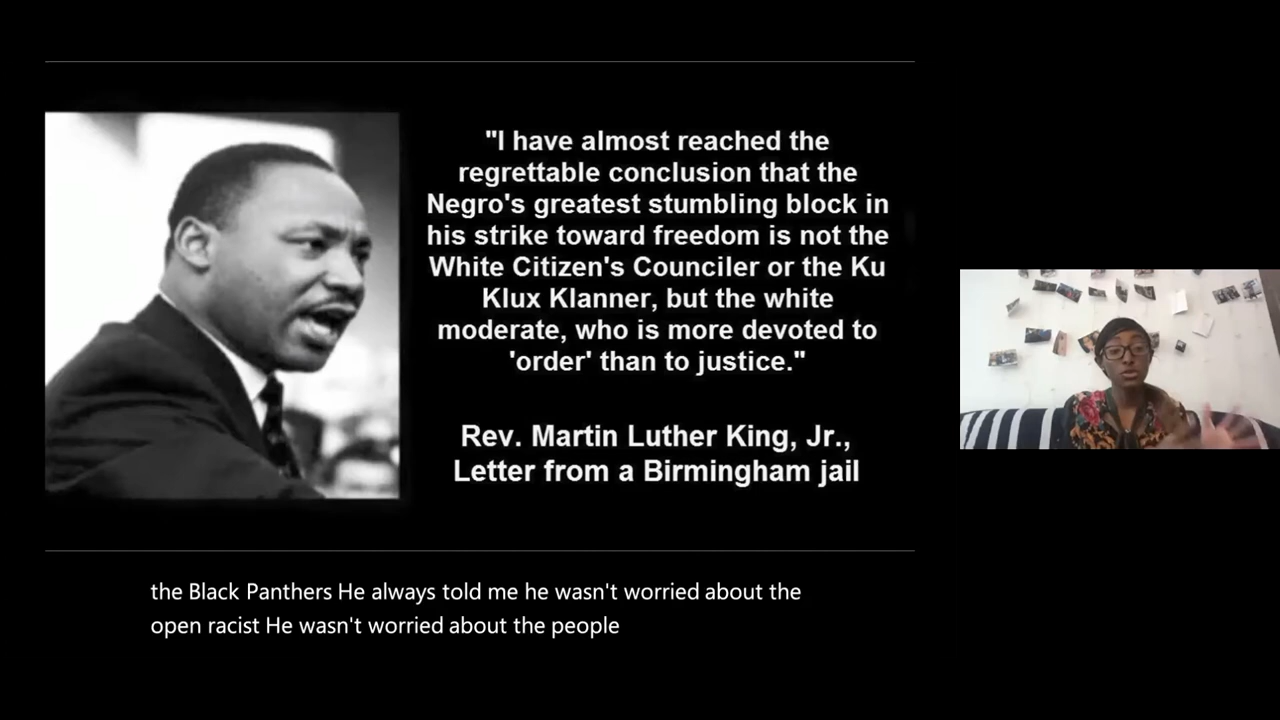 "I have almost reached the
regrettable conclusion that the
Negro's greatest stumbling block in
his strike toward freedom is not the
White Citizen's Counciler or the Ku
Klux Klanner, but the white
moderate, who is more devoted to
'order' than to justice."
Rev. Martin Luther King, Jr.,
Letter from a Birmingham jail
the Black Panthers He always told me he wasn't worried about the
open racist He wasn't worried about the people